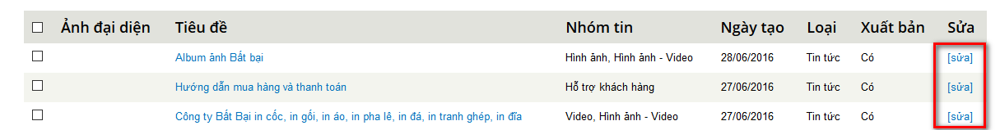 Ảnh đại diện Tiêu đề Nhóm tin Ngày tạo Loại Xuất bản Sửa
Album ảnh Bất bại Hình ảnh, Hình ảnh - Video 28/06/2016 Tin tức Có [sửa]
Hướng dẫn mua hàng và thanh toán Hỗ trợ khách hàng 27/06/2016 Tin tức Có [sửa]
Công ty Bất Bại in cốc, in gối, in áo, in pha lê, in đá, in tranh ghép, in đĩa Video, Hình ảnh - Video 27/06/2016 Tin tức Có [sửa]